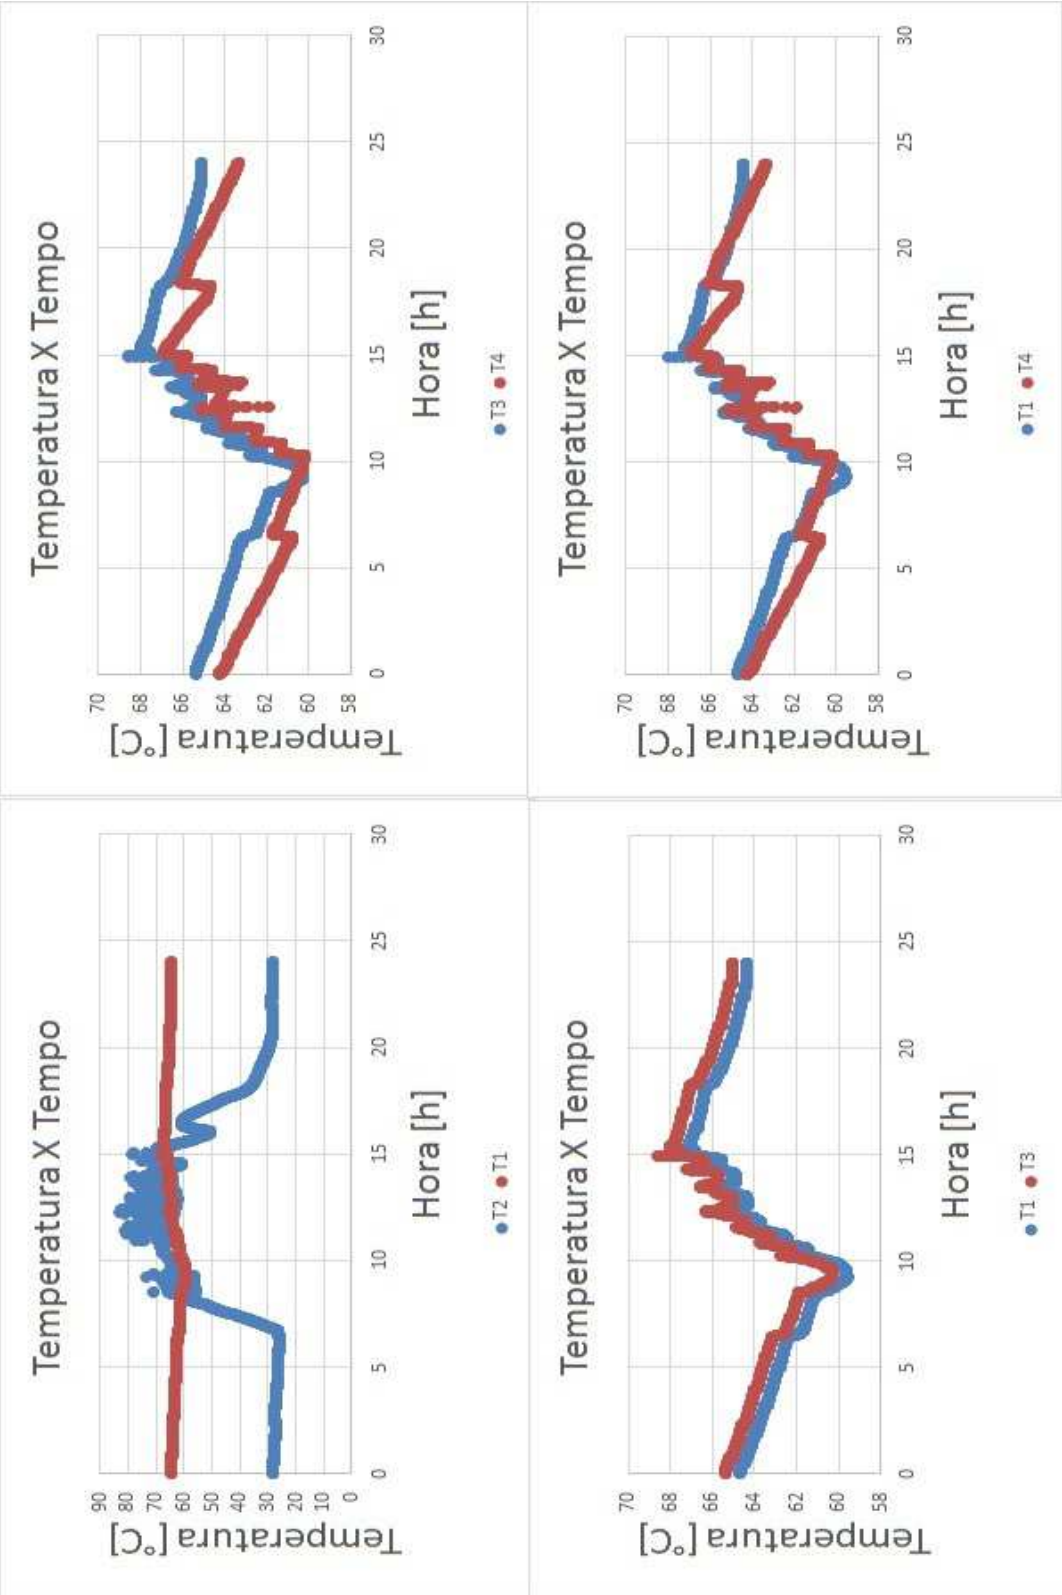 Temperatura X Tempo
Temperatura [°C]
90
80
70
60
50
40
30
20
10
0
0 5 10 15 20 25 30
Hora [h]
T2 T1
Temperatura X Tempo
Temperatura [°C]
70
68
66
64
62
60
58
0 5 10 15 20 25 30
Hora [h]
T3 T4
Temperatura X Tempo
Temperatura [°C]
70
68
66
64
62
60
58
0 5 10 15 20 25 30
Hora [h]
T1 T3
Temperatura X Tempo
Temperatura [°C]
70
68
66
64
62
60
58
0 5 10 15 20 25 30
Hora [h]
T1 T4